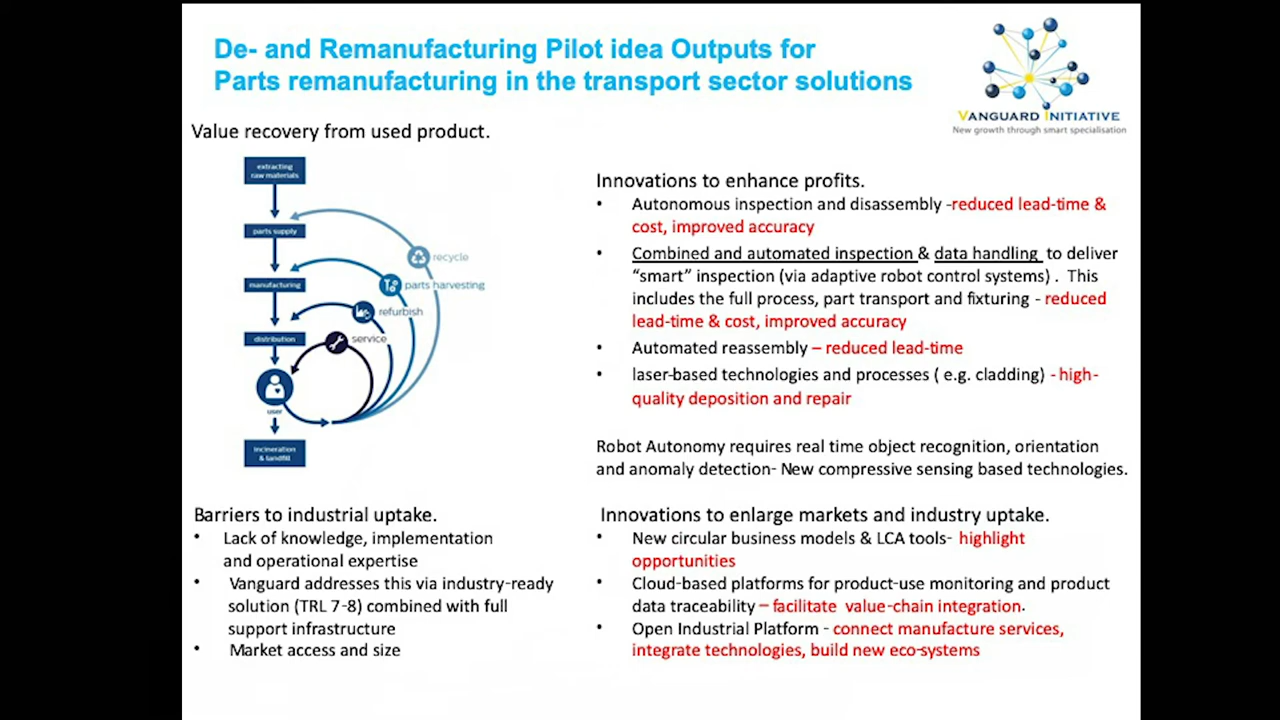 De- and Remanufacturing Pilot idea Outputs for
Parts remanufacturing in the transport sector solutions
VANGUARD INITIATIVE
New growth through smart specialisation
Value recovery from used product.
extracting
raw materials
parts supply
manufacturing
distribution
user
incineration
& landfill
recycle
parts harvesting
refurbish
service
Innovations to enhance profits.
• Autonomous inspection and disassembly -reduced lead-time &
cost, improved accuracy
• Combined and automated inspection & data handling to deliver
“smart” inspection (via adaptive robot control systems) . This
includes the full process, part transport and fixturing - reduced
lead-time & cost, improved accuracy
• Automated reassembly – reduced lead-time
• laser-based technologies and processes ( e.g. cladding) - high-
quality deposition and repair
Robot Autonomy requires real time object recognition, orientation
and anomaly detection- New compressive sensing based technologies.
Barriers to industrial uptake.
• Lack of knowledge, implementation
and operational expertise
• Vanguard addresses this via industry-ready
solution (TRL 7-8) combined with full
support infrastructure
• Market access and size
Innovations to enlarge markets and industry uptake.
• New circular business models & LCA tools- highlight
opportunities
• Cloud-based platforms for product-use monitoring and product
data traceability – facilitate value-chain integration.
• Open Industrial Platform - connect manufacture services,
integrate technologies, build new eco-systems